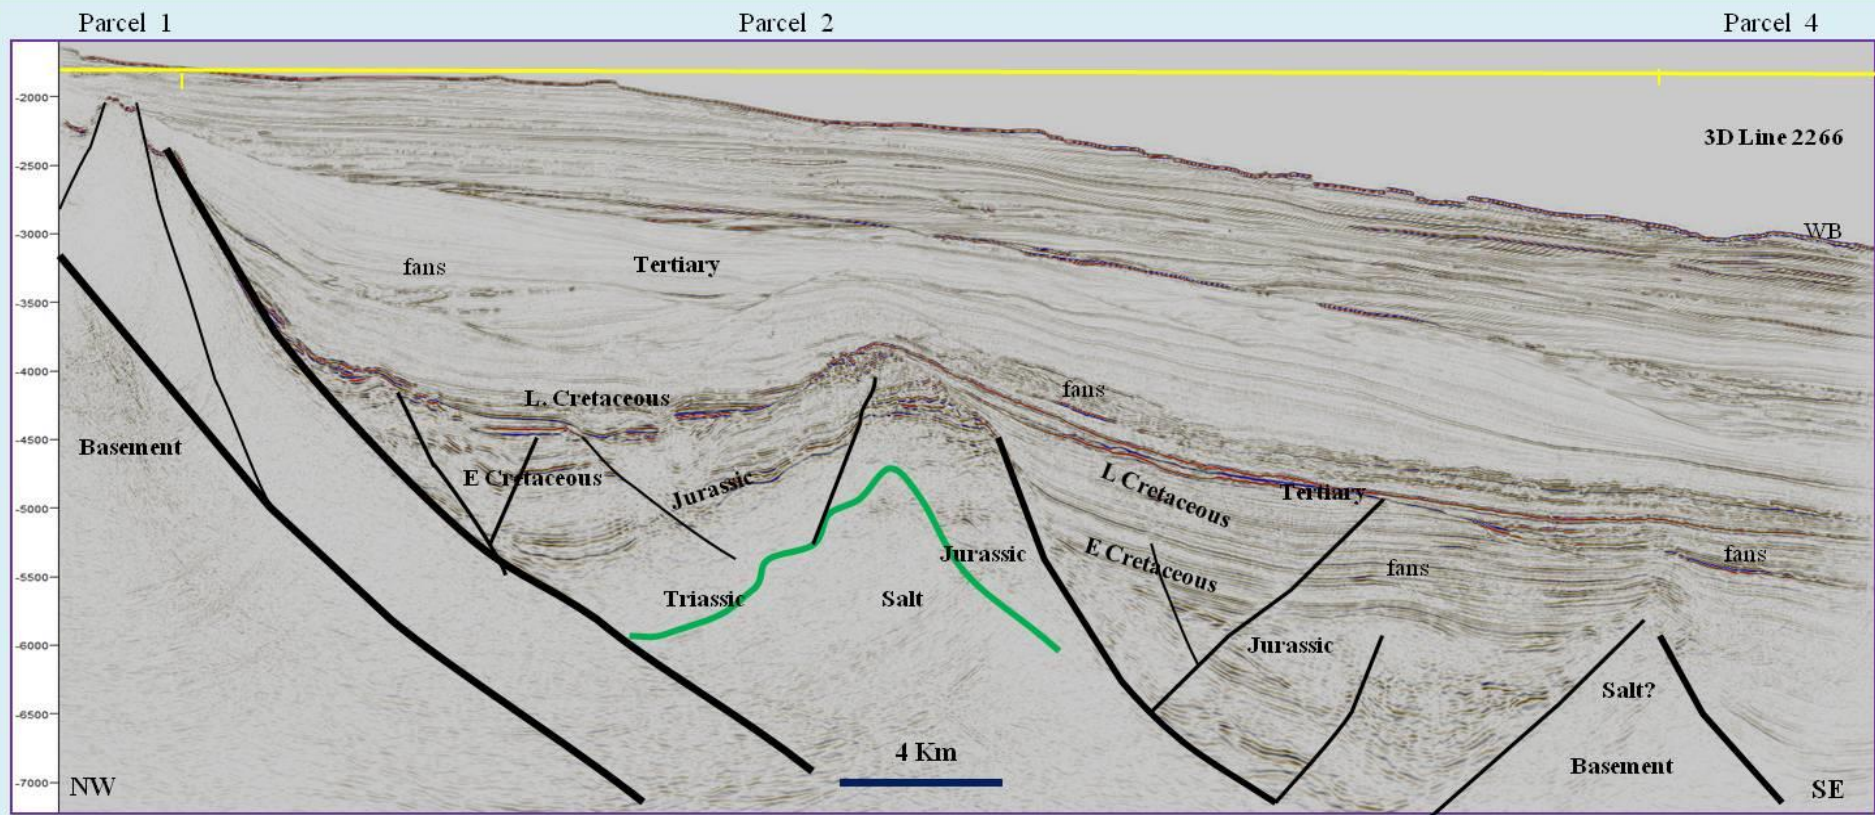 Parcel 1
Parcel 2
Parcel 4
-2000
3D Line 2266
-2500
-3000
WB
fans
Tertiary
-3500
-4000
fans
L. Cretaceous
-4500
Basement
E Cretaceous
Jurassic
L Cretaceous
Tertiary
-5000
Jurassic
E Cretaceous
fans
fans
-5500
Triassic
Salt
-6000
Jurassic
Salt?
-6500
4 Km
Basement
-7000
NW
SE